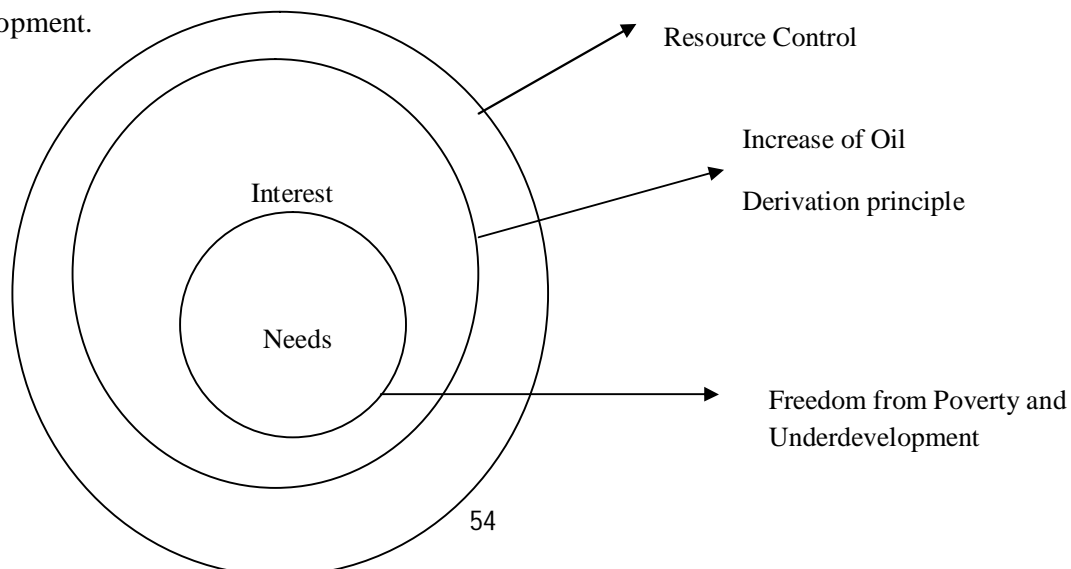 opment.
Resource Control
Increase of Oil
Derivation principle
Interest
Needs
Freedom from Poverty and
Underdevelopment
54